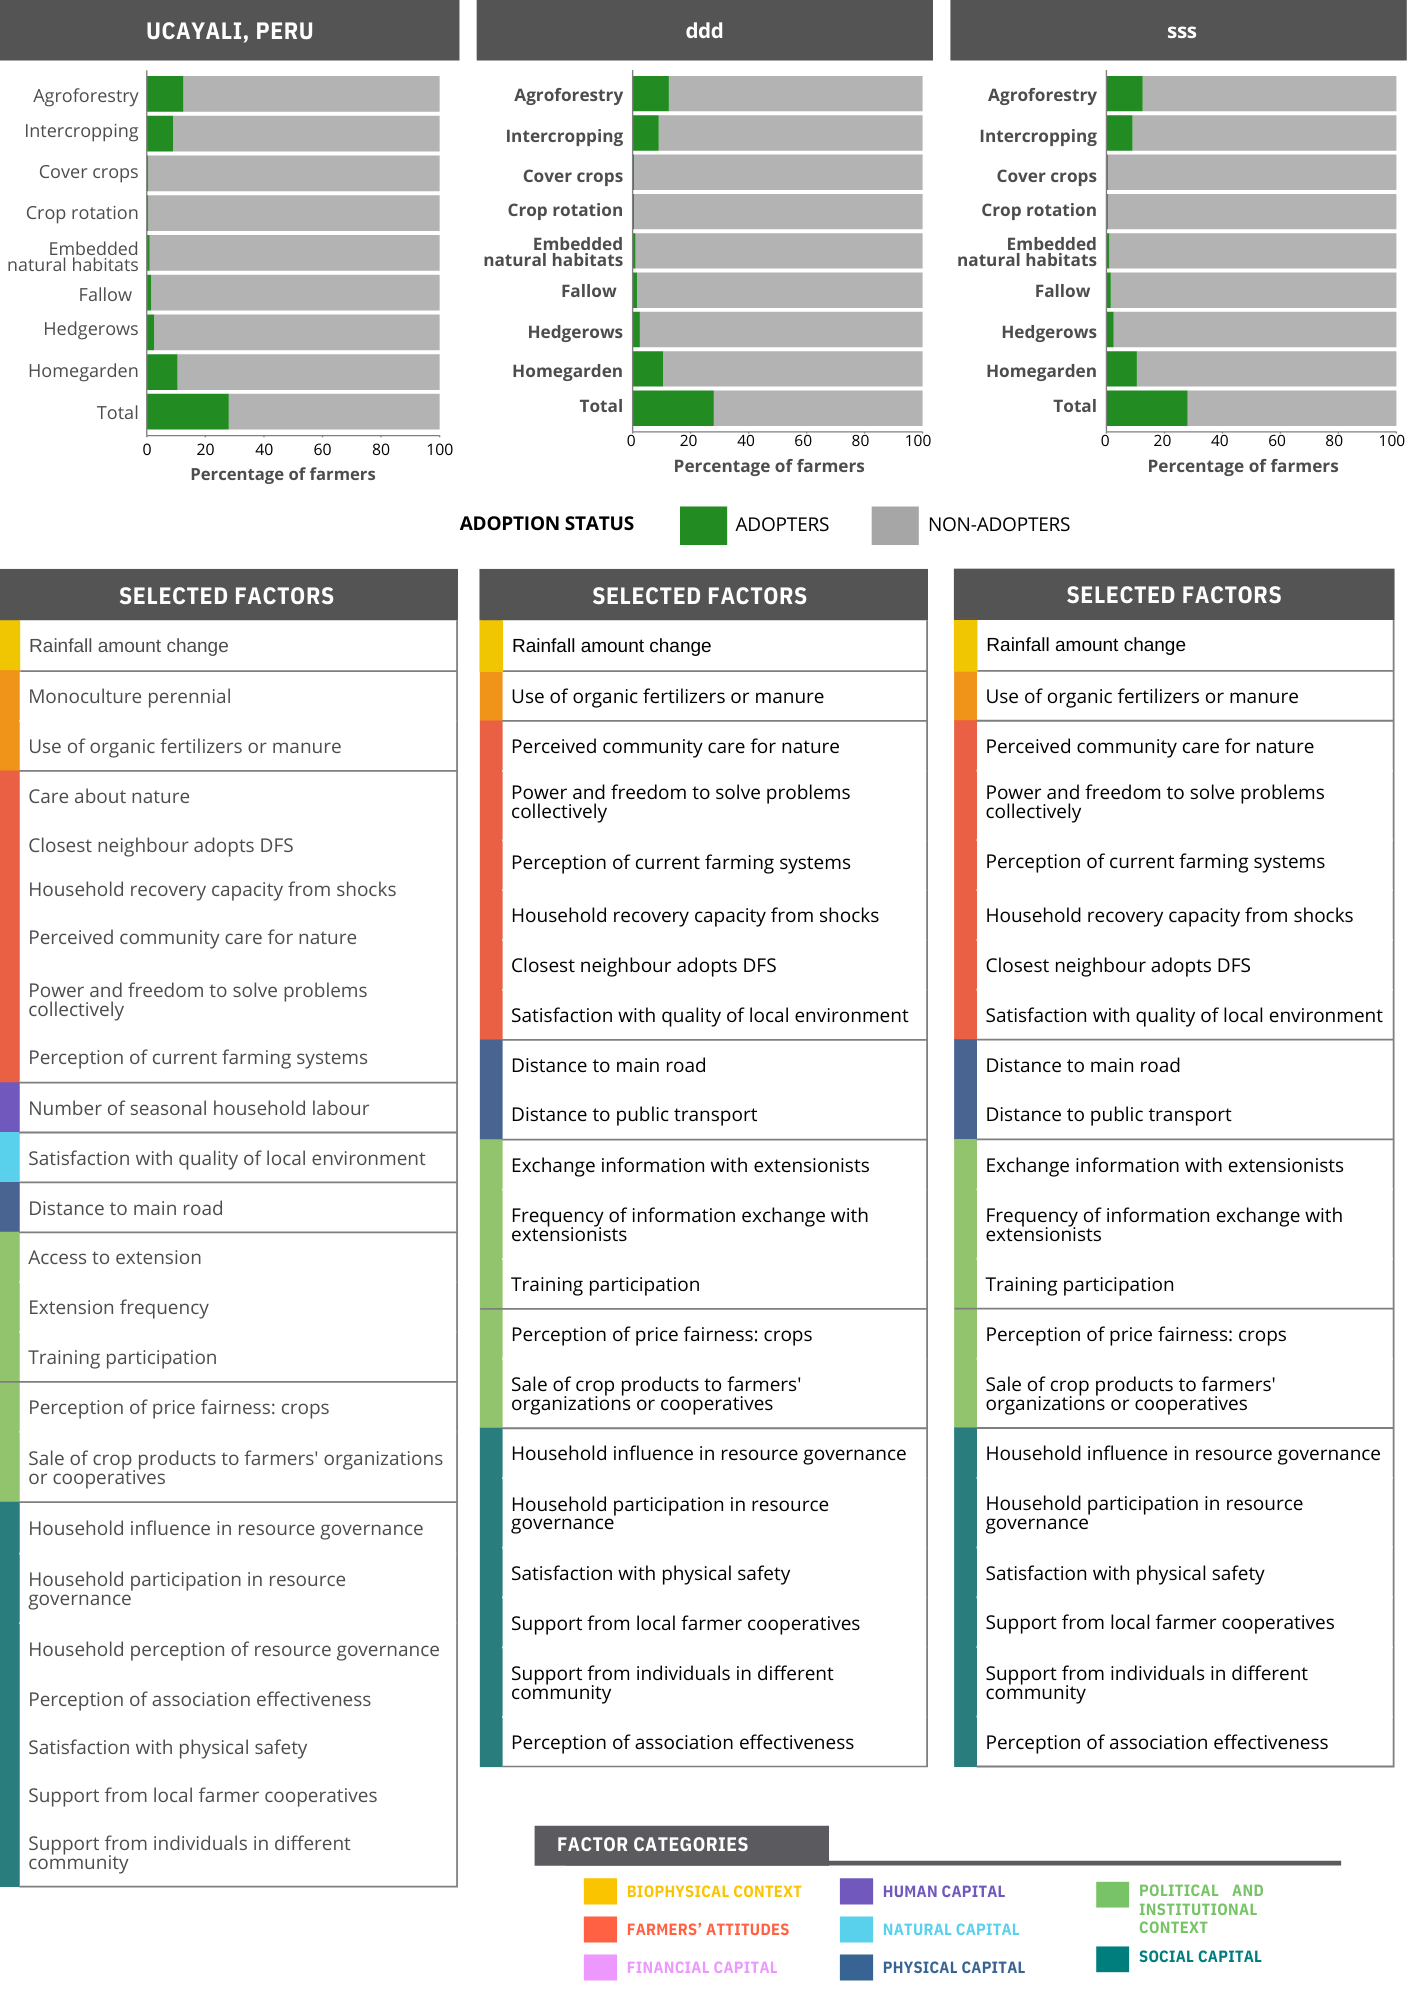 UCAYALI, PERU
Agroforestry
Intercropping
Cover crops
Crop rotation
Embedded
natural habitats
Fallow
Hedgerows
Homegarden
Total
0 20 40 60 80 100
Percentage of farmers
ddd
Agroforestry
Intercropping
Cover crops
Crop rotation
Embedded
natural habitats
Fallow
Hedgerows
Homegarden
Total
0 20 40 60 80 100
Percentage of farmers
sss
Agroforestry
Intercropping
Cover crops
Crop rotation
Embedded
natural habitats
Fallow
Hedgerows
Homegarden
Total
0 20 40 60 80 100
Percentage of farmers
ADOPTION STATUS ADOPTERS NON-ADOPTERS
SELECTED FACTORS
Rainfall amount change
Monoculture perennial
Use of organic fertilizers or manure
Care about nature
Closest neighbour adopts DFS
Household recovery capacity from shocks
Perceived community care for nature
Power and freedom to solve problems
collectively
Perception of current farming systems
Number of seasonal household labour
Satisfaction with quality of local environment
Distance to main road
Access to extension
Extension frequency
Training participation
Perception of price fairness: crops
Sale of crop products to farmers' organizations
or cooperatives
Household influence in resource governance
Household participation in resource
governance
Household perception of resource governance
Perception of association effectiveness
Satisfaction with physical safety
Support from local farmer cooperatives
Support from individuals in different
community
SELECTED FACTORS
Rainfall amount change
Use of organic fertilizers or manure
Perceived community care for nature
Power and freedom to solve problems
collectively
Perception of current farming systems
Household recovery capacity from shocks
Closest neighbour adopts DFS
Satisfaction with quality of local environment
Distance to main road
Distance to public transport
Exchange information with extensionists
Frequency of information exchange with
extensionists
Training participation
Perception of price fairness: crops
Sale of crop products to farmers'
organizations or cooperatives
Household influence in resource governance
Household participation in resource
governance
Satisfaction with physical safety
Support from local farmer cooperatives
Support from individuals in different
community
Perception of association effectiveness
SELECTED FACTORS
Rainfall amount change
Use of organic fertilizers or manure
Perceived community care for nature
Power and freedom to solve problems
collectively
Perception of current farming systems
Household recovery capacity from shocks
Closest neighbour adopts DFS
Satisfaction with quality of local environment
Distance to main road
Distance to public transport
Exchange information with extensionists
Frequency of information exchange with
extensionists
Training participation
Perception of price fairness: crops
Sale of crop products to farmers'
organizations or cooperatives
Household influence in resource governance
Household participation in resource
governance
Satisfaction with physical safety
Support from local farmer cooperatives
Support from individuals in different
community
Perception of association effectiveness
FACTOR CATEGORIES
BIOPHYSICAL CONTEXT
FARMERS’ ATTITUDES
FINANCIAL CAPITAL
HUMAN CAPITAL
NATURAL CAPITAL
PHYSICAL CAPITAL
POLITICAL AND
INSTITUTIONAL
CONTEXT
SOCIAL CAPITAL